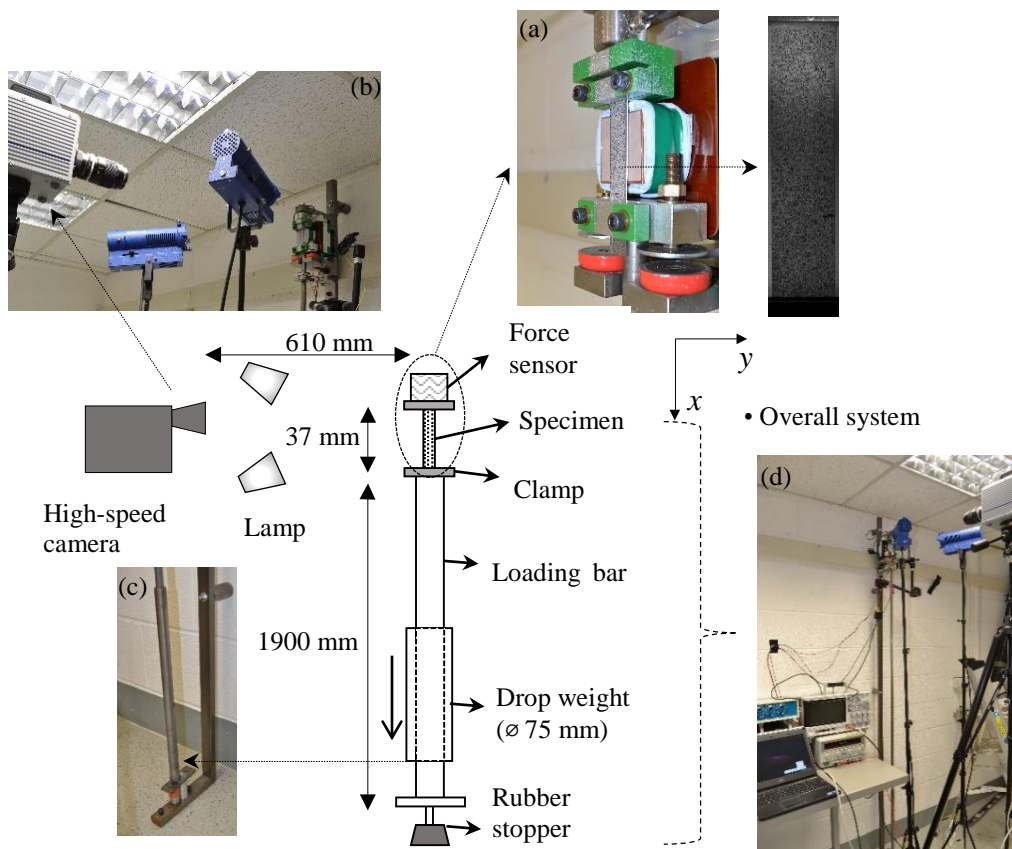 (a)
(b)
610 mm
Force
sensor
y
x
• Overall system
Specimen
37 mm
(d)
Clamp
High-speed
camera
Lamp
(c)
Loading bar
1900 mm
Drop weight
(⌀ 75 mm)
Rubber
stopper